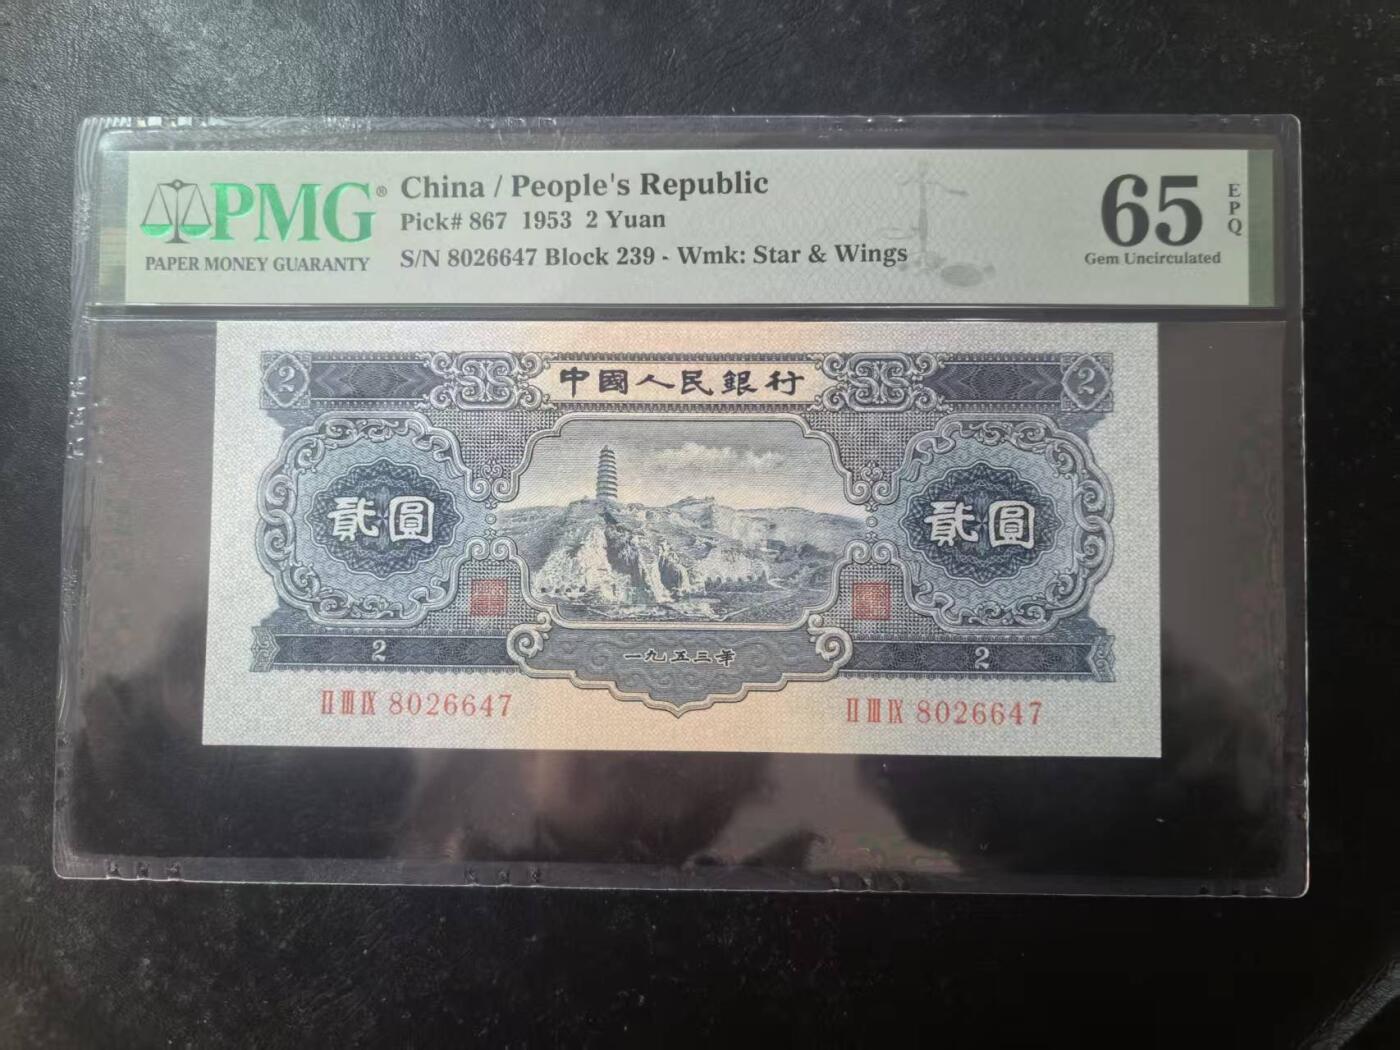 PMG®
PAPER MONEY GUARANTY
China / People's Republic
Pick# 867 1953 2 Yuan
S/N 8026647 Block 239 - Wmk: Star & Wings
65 EPQ
Gem Uncirculated
2 中國人民銀行 2
貳圓 貳圓
2 一九五三年 2
II III IX 8026647 II III IX 8026647